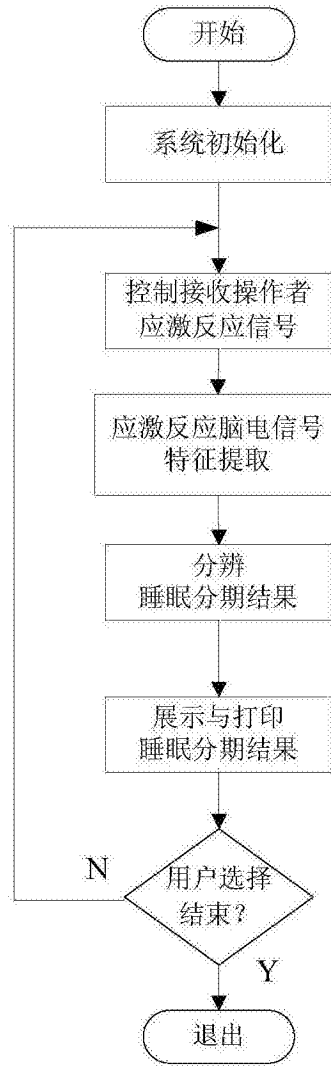 开始
系统初始化
控制接收操作者
应激反应信号
应激反应脑电信号
特征提取
分辨
睡眠分期结果
展示与打印
睡眠分期结果
N
用户选择
结束?
Y
退出